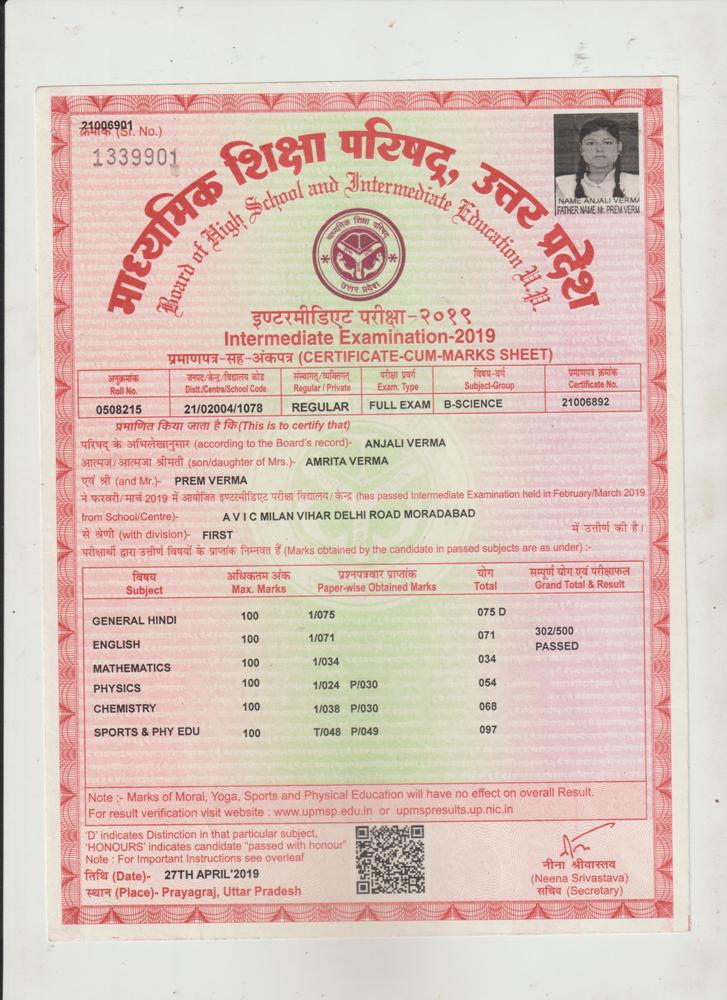 21006901
क्रमांक (Sr. No.)
1339901
माध्यमिक शिक्षा परिषद्, उत्तर प्रदेश
Board of High School and Intermediate Education U.P.
माध्यमिक शिक्षा परिषद
उत्तर प्रदेश
NAME ANJALI VERMA
FATHER NAME Mr. PREM VERM
इण्टरमीडिएट परीक्षा-२०१९
Intermediate Examination-2019
प्रमाणपत्र-सह-अंकपत्र (CERTIFICATE-CUM-MARKS SHEET)
अनुक्रमांक जनपद/केन्द्र/विद्यालय कोड संस्थागत/व्यक्तिगत परीक्षा प्रवर्ग विषय-वर्ग प्रमाणपत्र क्रमांक
Roll No. Distt./Centre/School Code Regular / Private Exam. Type Subject-Group Certificate No.
0508215 21/02004/1078 REGULAR FULL EXAM B-SCIENCE 21006892
प्रमाणित किया जाता है कि (This is to certify that)
परिषद के अभिलेखानुसार (according to the Board's record)- ANJALI VERMA
आत्मज/आत्मजा श्रीमती (son/daughter of Mrs.)- AMRITA VERMA
एवं श्री (and Mr.)- PREM VERMA
ने फरवरी/मार्च 2019 में आयोजित इण्टरमीडिएट परीक्षा विद्यालय/केन्द्र (has passed Intermediate Examination held in February/March 2019
from School/Centre)- A V I C MILAN VIHAR DELHI ROAD MORADABAD
से श्रेणी (with division)- FIRST में उत्तीर्ण की है।
परीक्षार्थी द्वारा उत्तीर्ण विषयों के प्राप्तांक निम्नवत हैं (Marks obtained by the candidate in passed subjects are as under) :-
विषय अधिकतम अंक प्रश्नपत्रवार प्राप्तांक योग सम्पूर्ण योग एवं परीक्षाफल
Subject Max. Marks Paper-wise Obtained Marks Total Grand Total & Result
GENERAL HINDI 100 1/075 075 D
ENGLISH 100 1/071 071 302/500
PASSED
MATHEMATICS 100 1/034 034
PHYSICS 100 1/024 P/030 054
CHEMISTRY 100 1/038 P/030 068
SPORTS & PHY EDU 100 T/048 P/049 097
Note :- Marks of Moral, Yoga, Sports and Physical Education will have no effect on overall Result.
For result verification visit website : www.upmsp.edu.in or upmspresults.up.nic.in
'D' indicates Distinction in that particular subject,
'HONOURS' indicates candidate "passed with honour"
Note : For Important Instructions see overleaf
तिथि (Date)- 27TH APRIL'2019
स्थान (Place)- Prayagraj, Uttar Pradesh
नीना श्रीवास्तव
(Neena Srivastava)
सचिव (Secretary)